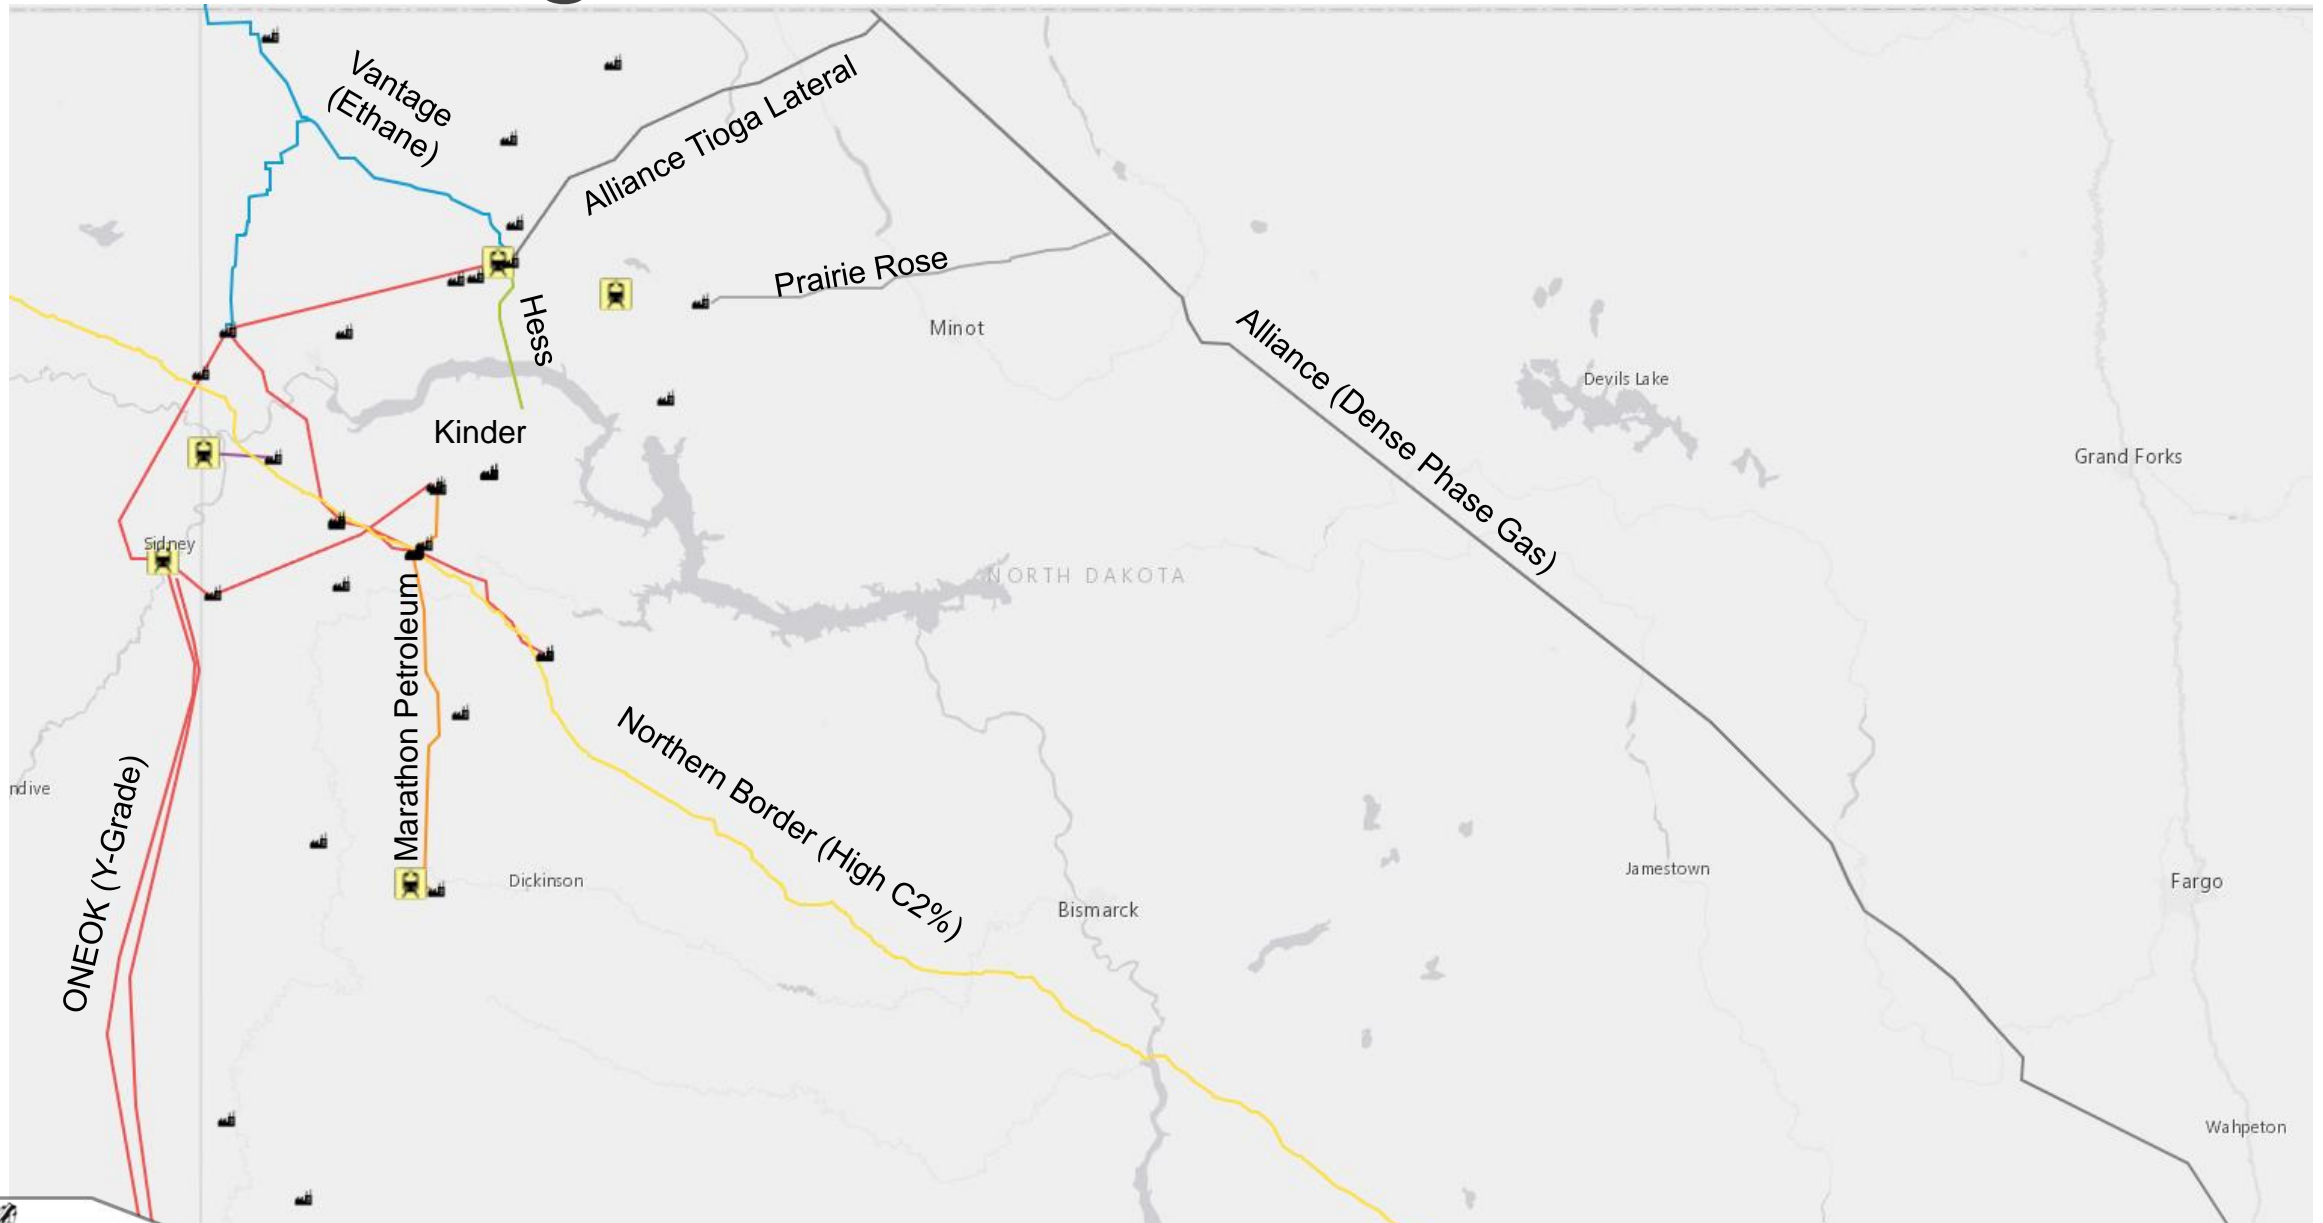 Vantage
(Ethane)
Alliance Tioga Lateral
Prairie Rose
Hess
Minot
Alliance (Dense Phase Gas)
Devils Lake
Kinder
Grand Forks
Sidney
NORTH DAKOTA
Marathon Petroleum
Northern Border (High C2%)
ndive
ONEOK (Y-Grade)
Dickinson
Jamestown
Fargo
Bismarck
Wahpeton